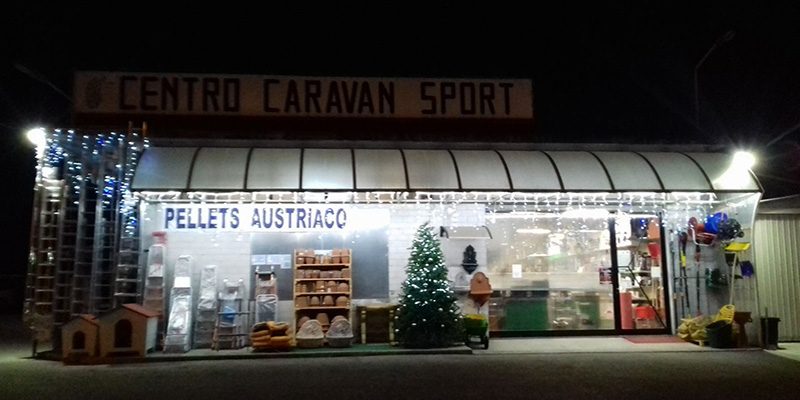 CENTRO CARAVAN SPORT
PELLETS AUSTRIACO